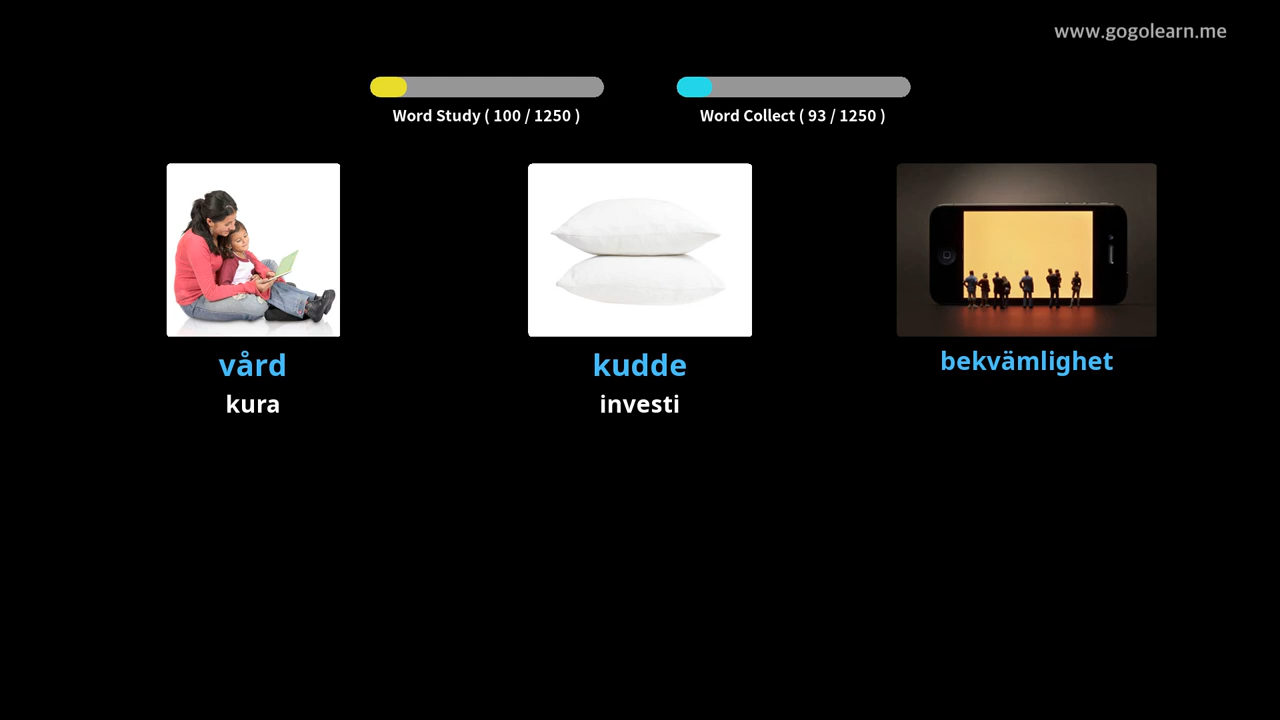 www.gogolearn.me
Word Study ( 100 / 1250 )
Word Collect ( 93 / 1250 )
vård
kura
kudde
investi
bekvämlighet